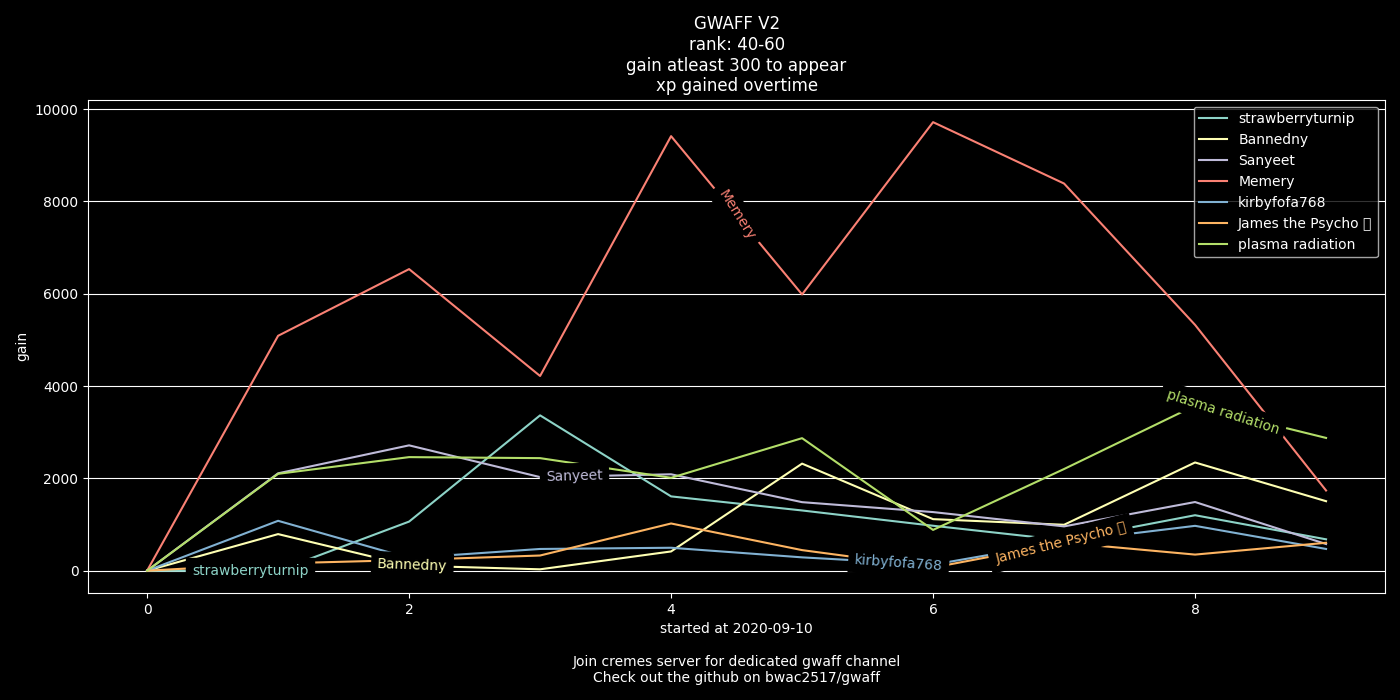 GWAFF V2
rank: 40-60
gain atleast 300 to appear
xp gained overtime
10000
8000
6000
4000
2000
0
gain
strawberryturnip
Bannedny
Sanyeet
Memery
kirbyfofa768
James the Psycho
plasma radiation
Memery
plasma radiation
Sanyeet
James the Psycho
strawberryturnip
Bannedny
kirbyfofa768
0
2
4
6
8
started at 2020-09-10
Join cremes server for dedicated gwaff channel
Check out the github on bwac2517/gwaff